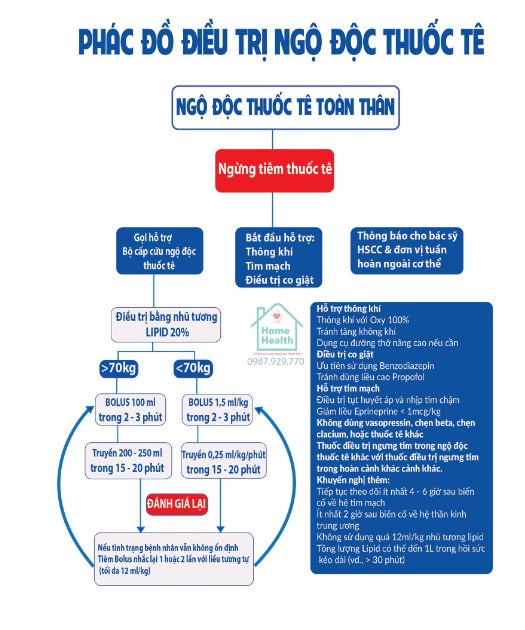 PHÁC ĐỒ ĐIỀU TRỊ NGỘ ĐỘC THUỐC TÊ
NGỘ ĐỘC THUỐC TÊ TOÀN THÂN
Ngừng tiêm thuốc tê
Gọi hỗ trợ
Bộ cấp cứu ngộ độc
thuốc tê
Bắt đầu hỗ trợ:
Thông khí
Tim mạch
Điều trị co giật
Thông báo cho bác sỹ
HSCC & đơn vị tuần
hoàn ngoài cơ thể
Điều trị bằng nhũ tương
LIPID 20%
>70kg
<70kg
BOLUS 100 ml
trong 2 - 3 phút
BOLUS 1,5 ml/kg
trong 2 - 3 phút
Truyền 200 - 250 ml
trong 15 - 20 phút
Truyền 0,25 ml/kg/phút
trong 15 - 20 phút
ĐÁNH GIÁ LẠI
Nếu tình trạng bệnh nhân vẫn không ổn định
Tiêm Bolus nhắc lại 1 hoặc 2 lần với liều tương tự
(tối đa 12 ml/kg)
Home
Health
0987.929.770
Hỗ trợ thông khí
Thông khí với Oxy 100%
Tránh tăng không khí
Dụng cụ đường thở nâng cao nếu cần
Điều trị co giật
Ưu tiên sử dụng Benzodiazepin
Tránh dùng liều cao Propofol
Hỗ trợ tim mạch
Điều trị tụt huyết áp và nhịp tim chậm
Giảm liều Eprineprine < 1mcg/kg
Không dùng vasopressin, chẹn beta, chẹn
clacium, hoặc thuốc tê khác
Thuốc điều trị ngưng tim trong ngộ độc
thuốc tê khác với thuốc điều trị ngưng tim
trong hoàn cảnh khác cảnh khác.
Khuyến nghị thêm:
Tiếp tục theo dõi ít nhất 4 - 6 giờ sau biến
cố về hệ tim mạch
Ít nhất 2 giờ sau biến cố về hệ thần kinh
trung ương
Không sử dụng quá 12ml/kg nhũ tương lipid
Tổng lượng Lipid có thể đến 1L trong hồi sức
kéo dài (vd., > 30 phút)